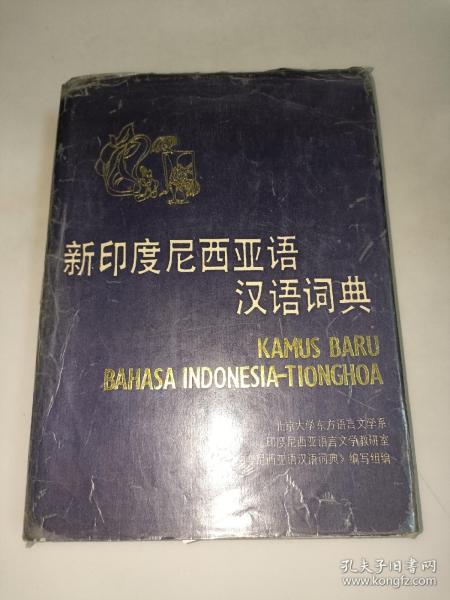 新印度尼西亚语
汉语词典
KAMUS BARU
BAHASA INDONESIA-TIONGHOA
北京大学东方语言文学系
印度尼西亚语言文学教研室
度尼西亚语汉语词典》编写组编
孔夫子旧书网
www.kongfz.com